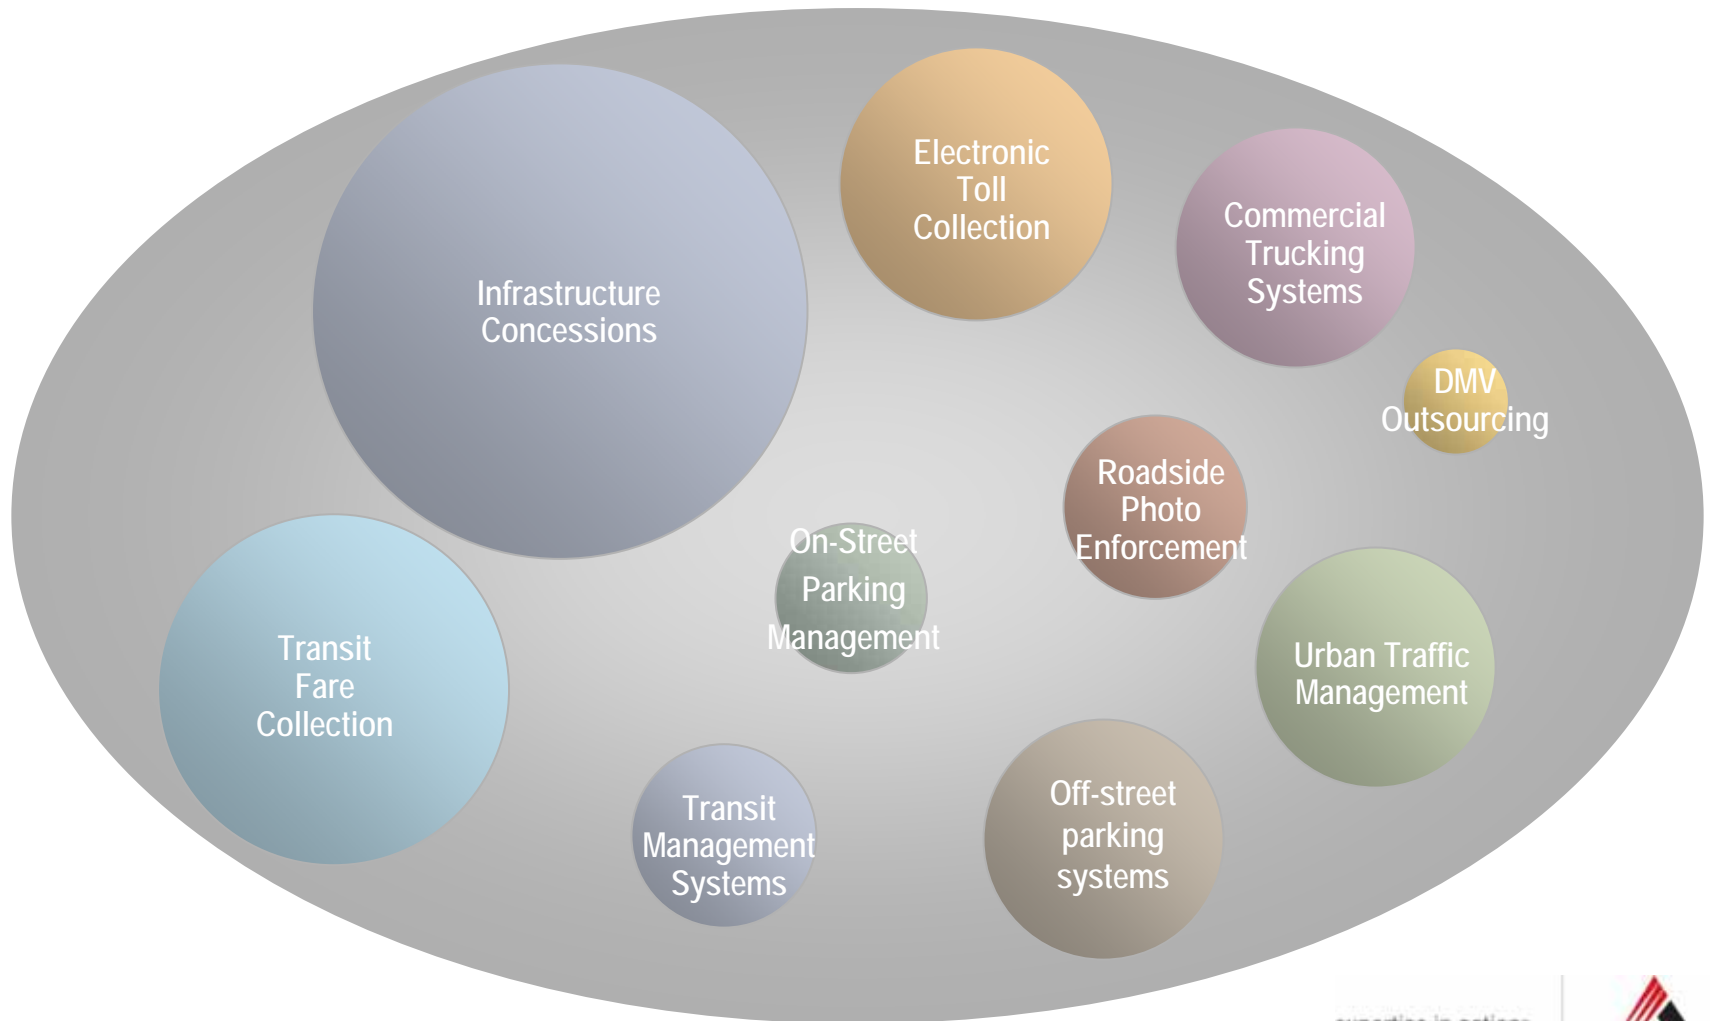 Electronic
Toll
Collection
Commercial
Trucking
Systems
Infrastructure
Concessions
DMV
Outsourcing
Roadside
Photo
Enforcement
On-Street
Parking
Management
Transit
Fare
Collection
Urban Traffic
Management
Transit
Management
Systems
Off-street
parking
systems